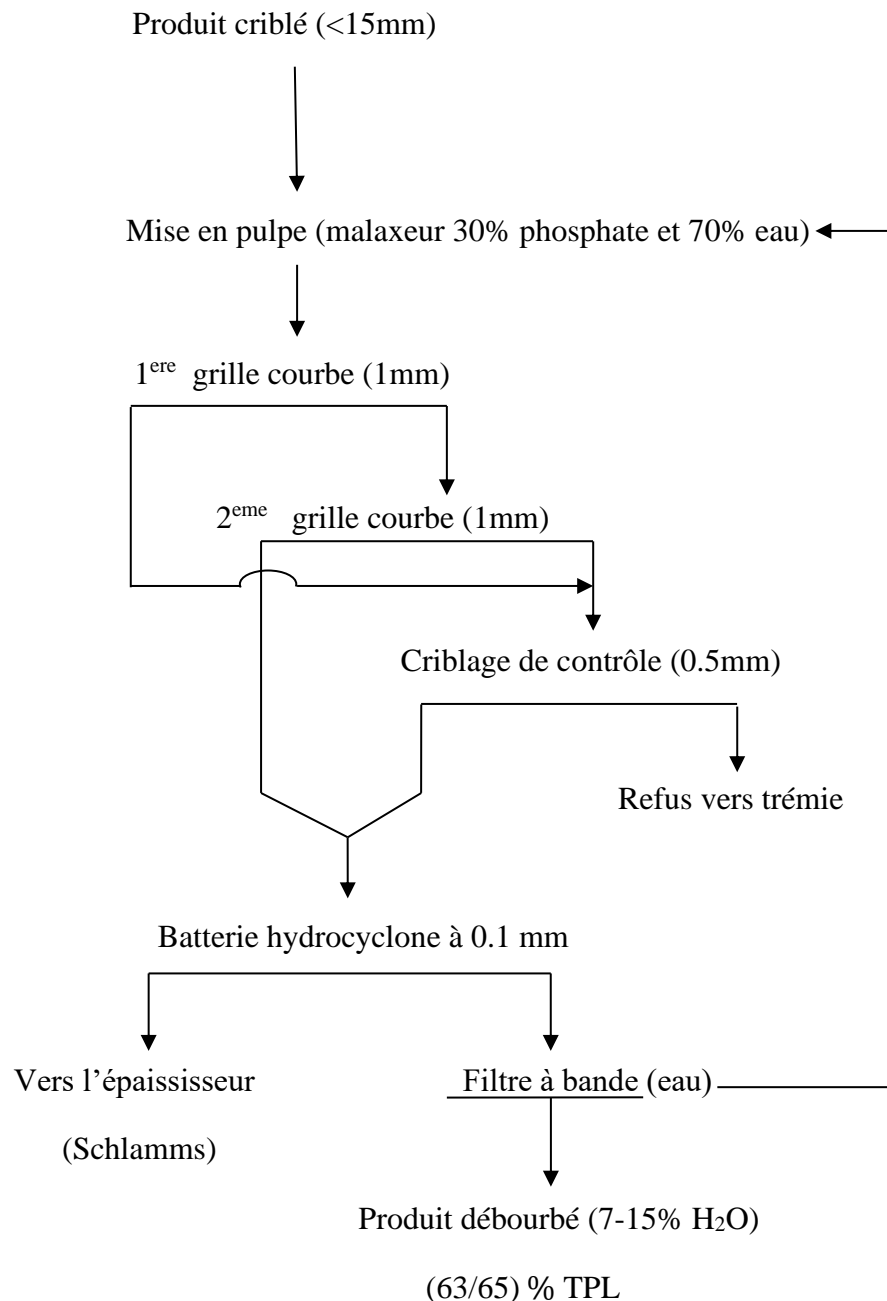 Produit criblé (<15mm)
Mise en pulpe (malaxeur 30% phosphate et 70% eau)
1ere grille courbe (1mm)
2eme grille courbe (1mm)
Criblage de contrôle (0.5mm)
Refus vers trémie
Batterie hydrocyclone à 0.1 mm
Vers l’épaississeur
Filtre à bande (eau)
(Schlamms)
Produit débourbé (7-15% H2O)
(63/65) % TPL